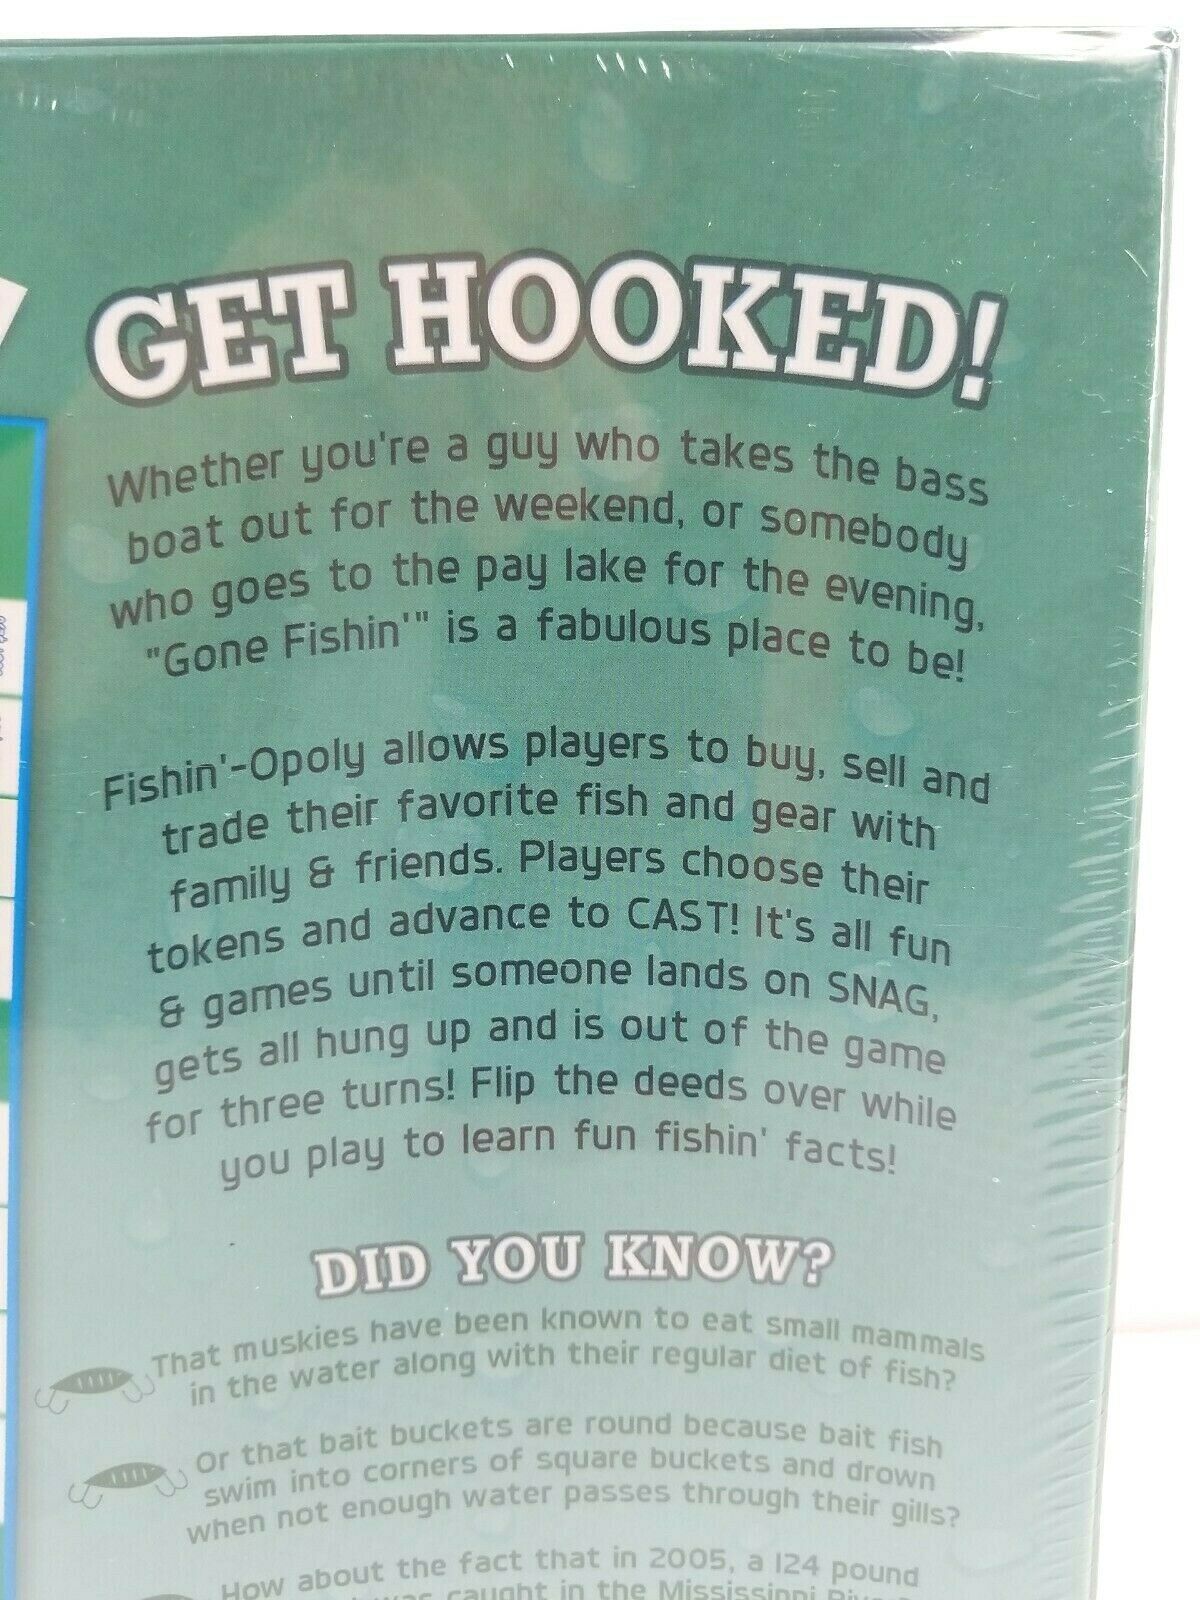 GET HOOKED!
Whether you're a guy who takes the bass
boat out for the weekend, or somebody
who goes to the pay lake for the evening,
"Gone Fishin'" is a fabulous place to be!
Fishin'-Opoly allows players to buy, sell and
trade their favorite fish and gear with
family & friends. Players choose their
tokens and advance to CAST! It's all fun
& games until someone lands on SNAG,
gets all hung up and is out of the game
for three turns! Flip the deeds over while
you play to learn fun fishin' facts!
DID YOU KNOW?
That muskies have been known to eat small mammals
in the water along with their regular diet of fish?
Or that bait buckets are round because bait fish
swim into corners of square buckets and drown
when not enough water passes through their gills?
How about the fact that in 2005, a 124 pound
was caught in the Mississippi